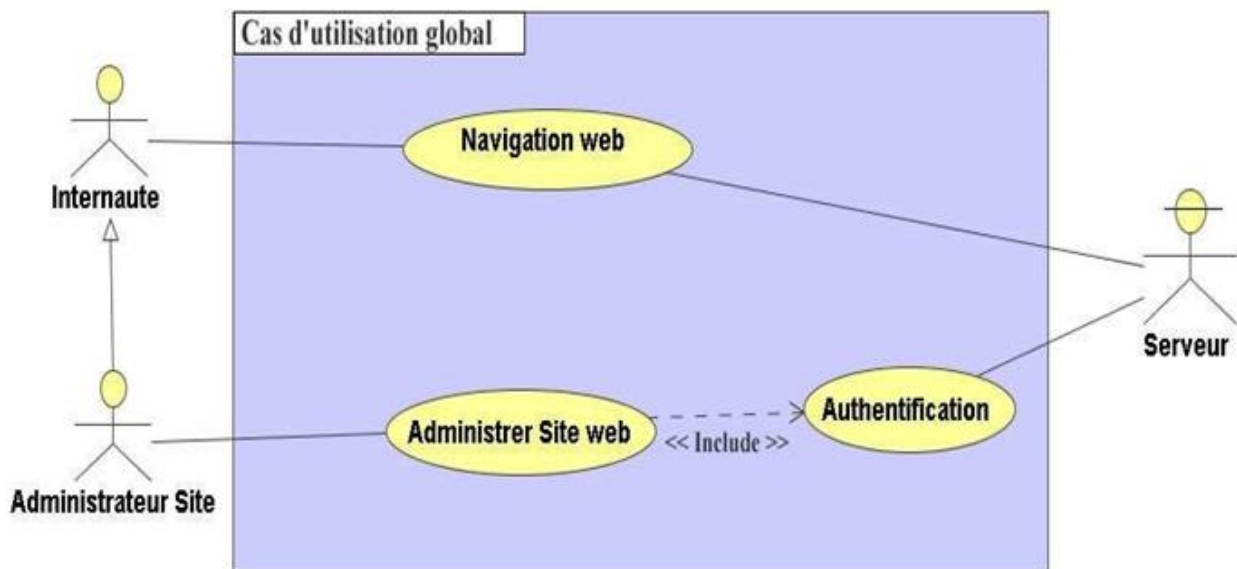 Cas d'utilisation global
Navigation web
Internaute
Serveur
Administrer Site web
<< Include >>
Authentification
Administrateur Site